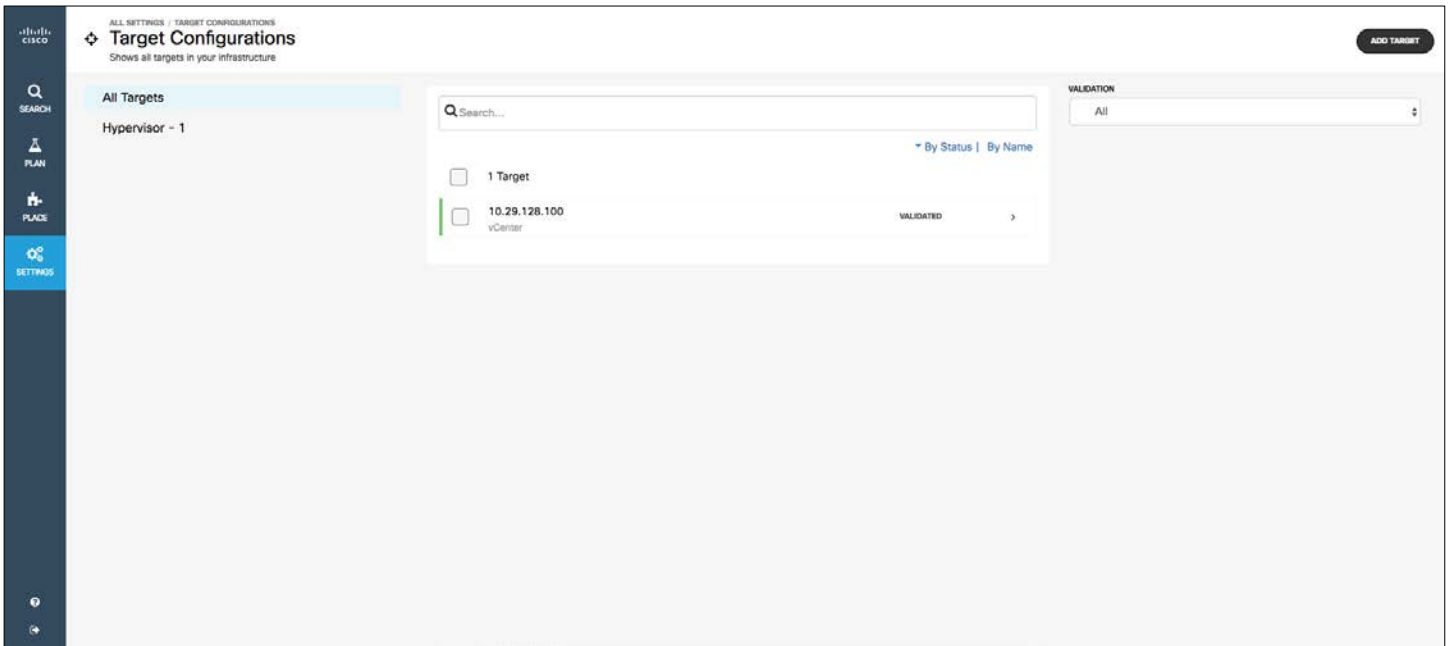 CISCO
SEARCH
PLAN
PLACE
SETTINGS
ALL SETTINGS / TARGET CONFIGURATIONS
Target Configurations
Shows all targets in your infrastructure
ADD TARGET
All Targets
Hypervisor - 1
Search...
By Status | By Name
1 Target
10.29.128.100
vCenter
VALIDATED
VALIDATION
All